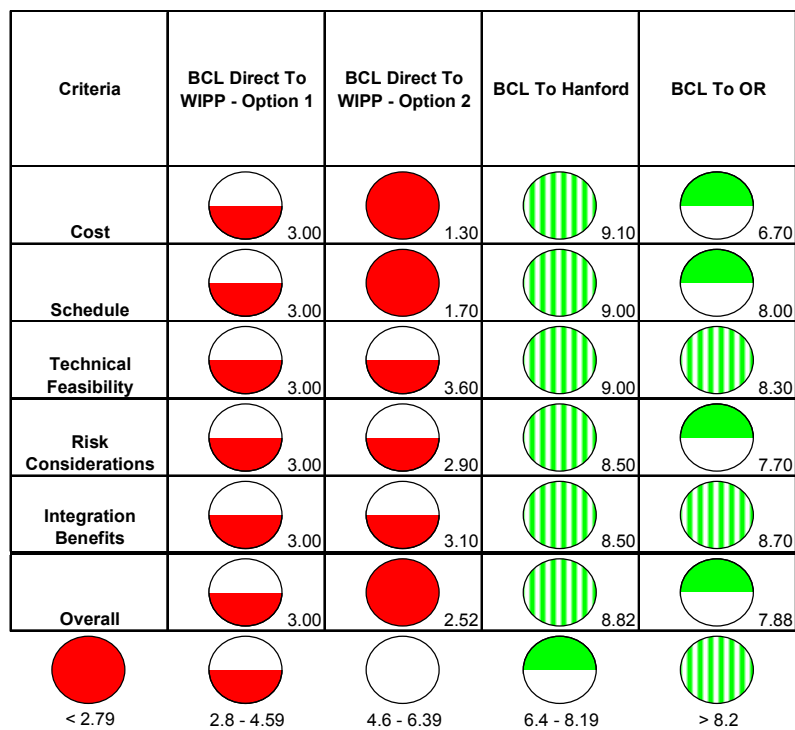 Criteria
BCL Direct To
WIPP - Option 1
BCL Direct To
WIPP - Option 2
BCL To Hanford
BCL To OR
Cost
3.00
1.30
9.10
6.70
Schedule
3.00
1.70
9.00
8.00
Technical
Feasibility
3.00
3.60
9.00
8.30
Risk
Considerations
3.00
2.90
8.50
7.70
Integration
Benefits
3.00
3.10
8.50
8.70
Overall
3.00
2.52
8.82
7.88
< 2.79
2.8 - 4.59
4.6 - 6.39
6.4 - 8.19
> 8.2